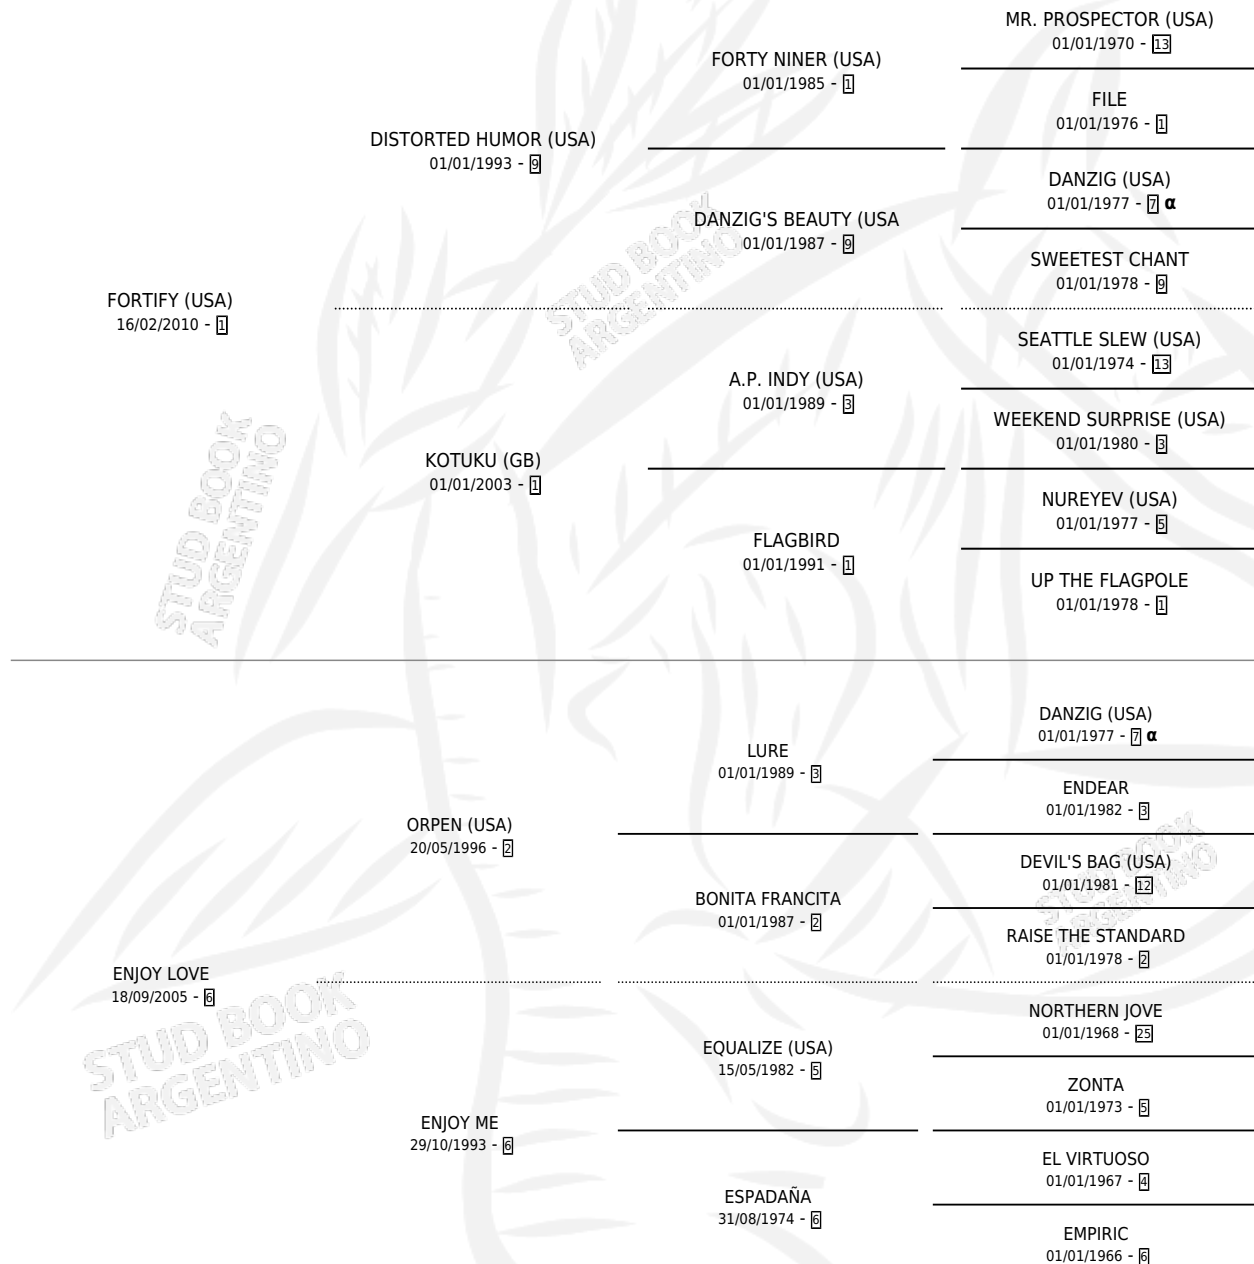 MR. PROSPECTOR (USA)
01/01/1970 - 13
FORTY NINER (USA)
01/01/1985 - 1
FILE
01/01/1976 - 1
DISTORTED HUMOR (USA)
01/01/1993 - 9
DANZIG (USA)
01/01/1977 - 7 α
DANZIG'S BEAUTY (USA
01/01/1987 - 9
SWEETEST CHANT
01/01/1978 - 9
STUD BOOK
ARGENTINO
FORTIFY (USA)
16/02/2010 - 1
SEATTLE SLEW (USA)
01/01/1974 - 13
A.P. INDY (USA)
01/01/1989 - 3
WEEKEND SURPRISE (USA)
01/01/1980 - 3
KOTUKU (GB)
01/01/2003 - 1
NUREYEV (USA)
01/01/1977 - 5
FLAGBIRD
01/01/1991 - 1
UP THE FLAGPOLE
01/01/1978 - 1
STUD BOOK
ARGENTINO
DANZIG (USA)
01/01/1977 - 7 α
LURE
01/01/1989 - 3
ENDEAR
01/01/1982 - 3
ORPEN (USA)
20/05/1996 - 2
DEVIL'S BAG (USA)
01/01/1981 - 12
STUD BOOK
ARGENTINO
BONITA FRANCITA
01/01/1987 - 2
RAISE THE STANDARD
01/01/1978 - 2
ENJOY LOVE
18/09/2005 - 6
STUD BOOK
ARGENTINO
NORTHERN JOVE
01/01/1968 - 25
EQUALIZE (USA)
15/05/1982 - 5
ZONTA
01/01/1973 - 5
ENJOY ME
29/10/1993 - 6
EL VIRTUOSO
01/01/1967 - 4
ESPADAÑA
31/08/1974 - 6
EMPIRIC
01/01/1966 - 6